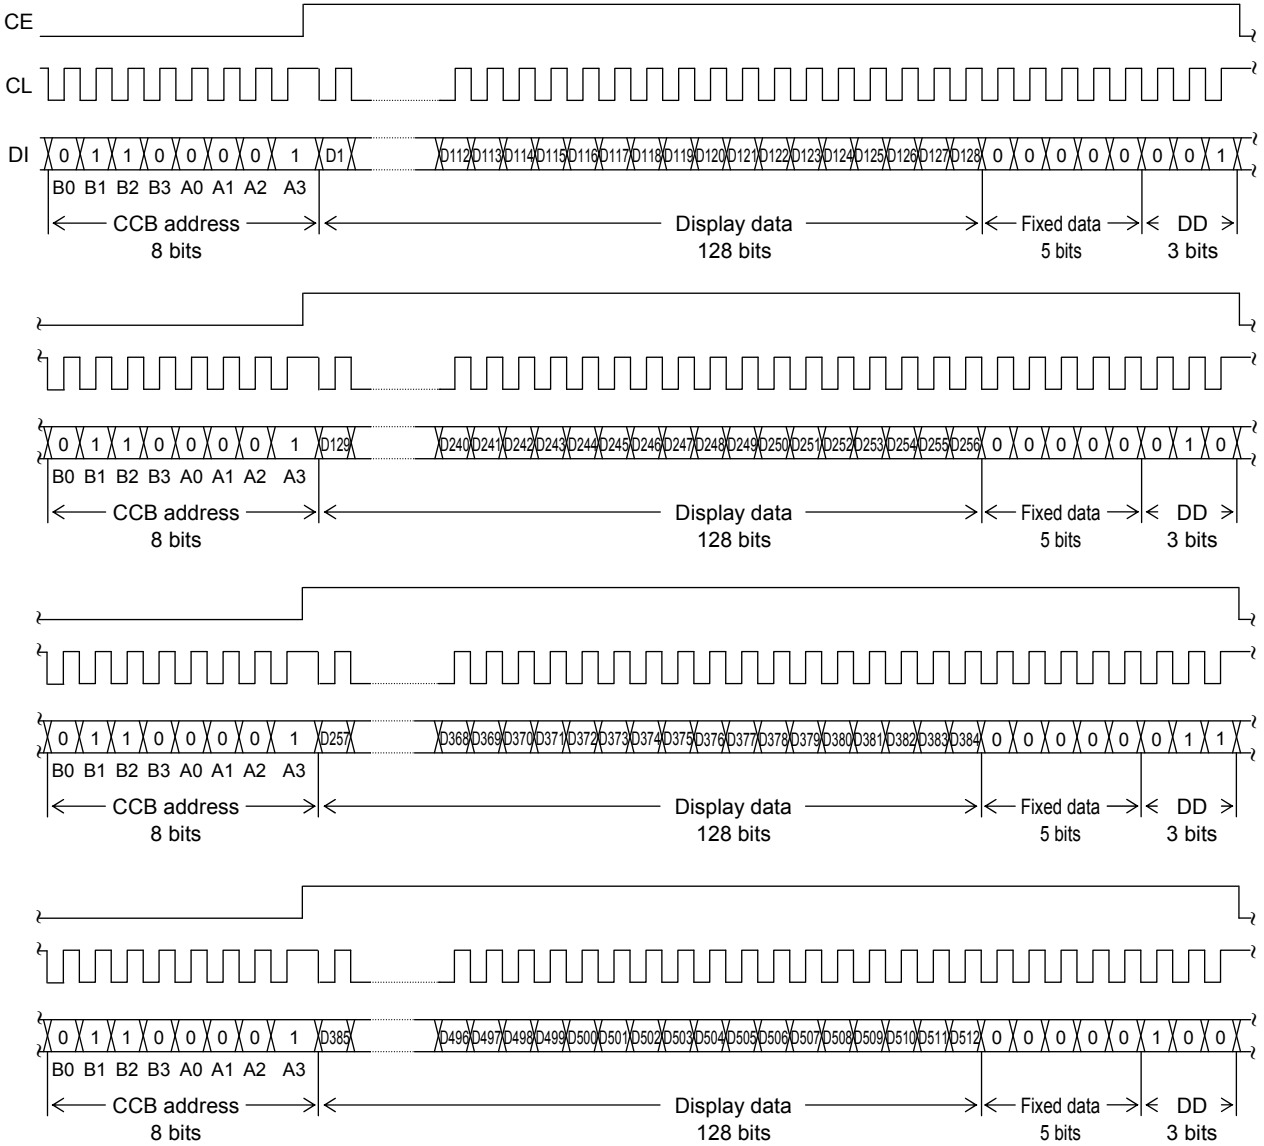 CE
CL
DI 0 1 1 0 0 0 0 1 D1 D112 D113 D114 D115 D116 D117 D118 D119 D120 D121 D122 D123 D124 D125 D126 D127 D128 0 0 0 0 0 0 0 1
B0 B1 B2 B3 A0 A1 A2 A3
CCB address Display data Fixed data DD
8 bits 128 bits 5 bits 3 bits
0 1 1 0 0 0 0 1 D129 D240 D241 D242 D243 D244 D245 D246 D247 D248 D249 D250 D251 D252 D253 D254 D255 D256 0 0 0 0 0 0 1 0
B0 B1 B2 B3 A0 A1 A2 A3
CCB address Display data Fixed data DD
8 bits 128 bits 5 bits 3 bits
0 1 1 0 0 0 0 1 D257 D368 D369 D370 D371 D372 D373 D374 D375 D376 D377 D378 D379 D380 D381 D382 D383 D384 0 0 0 0 0 0 1 1
B0 B1 B2 B3 A0 A1 A2 A3
CCB address Display data Fixed data DD
8 bits 128 bits 5 bits 3 bits
0 1 1 0 0 0 0 1 D385 D496 D497 D498 D499 D500 D501 D502 D503 D504 D505 D506 D507 D508 D509 D510 D511 D512 0 0 0 0 0 1 0 0
B0 B1 B2 B3 A0 A1 A2 A3
CCB address Display data Fixed data DD
8 bits 128 bits 5 bits 3 bits